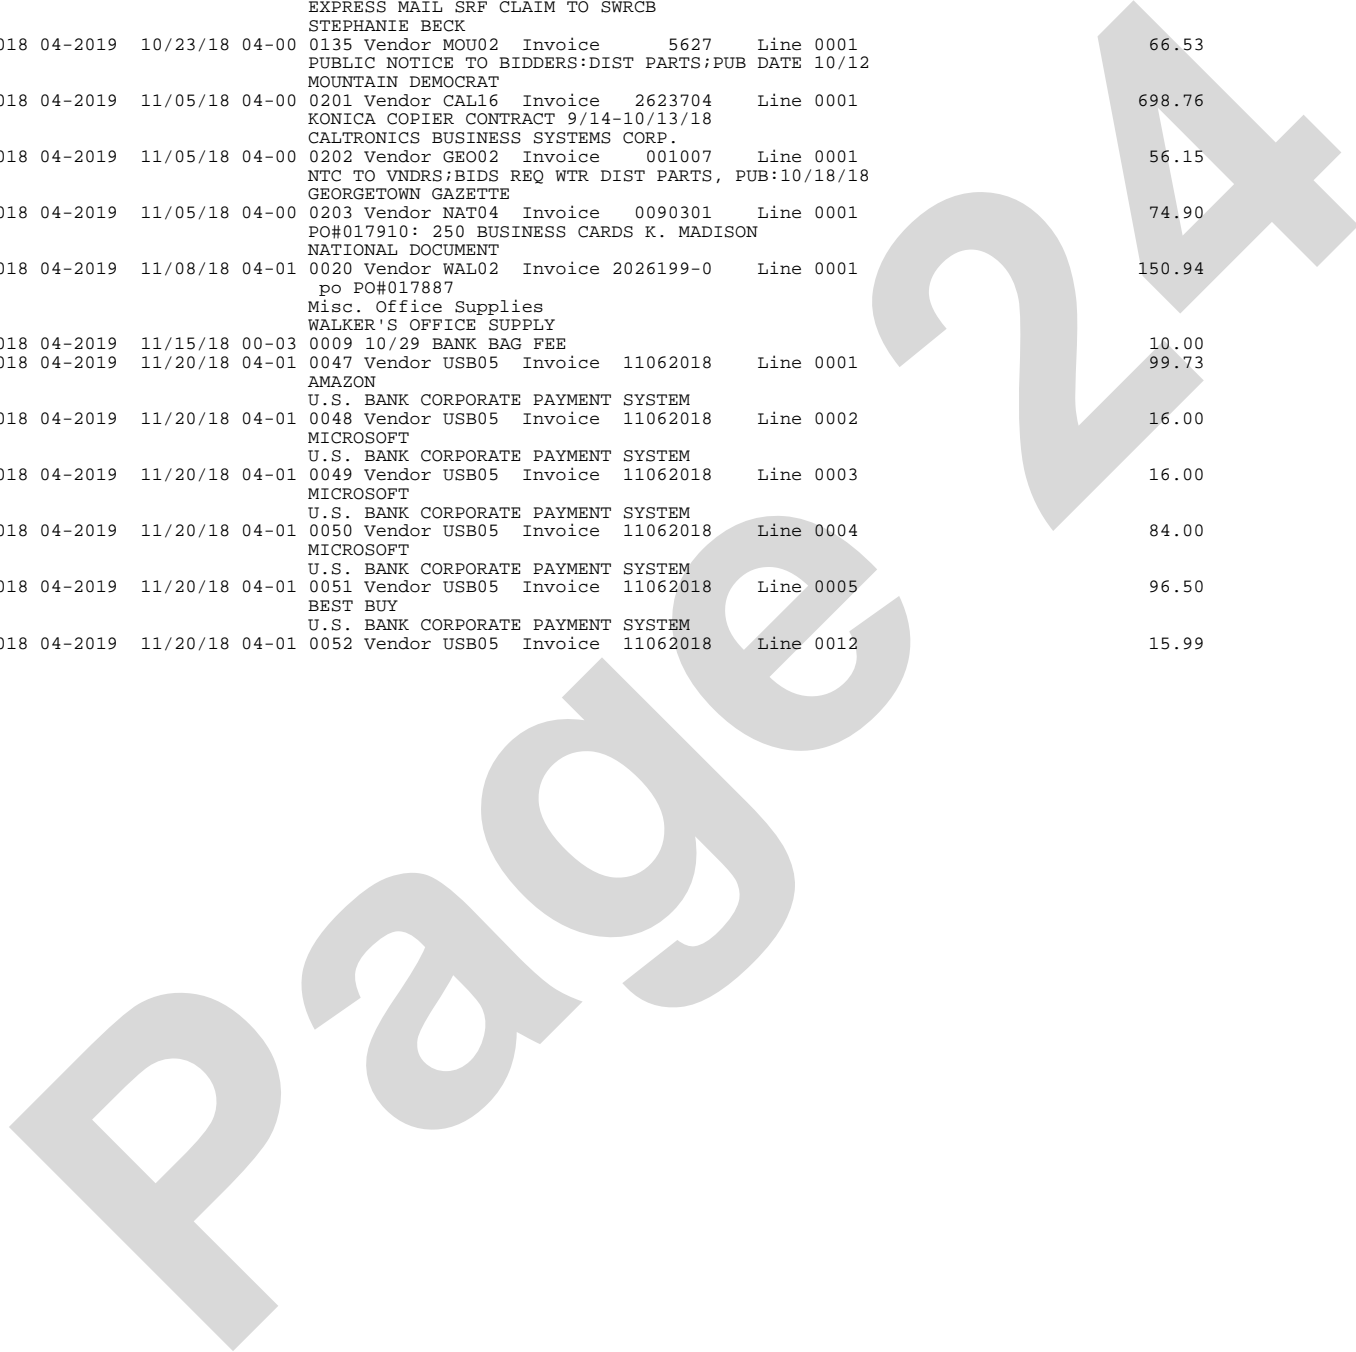 EXPRESS MAIL SRF CLAIM TO SWRCB
STEPHANIE BECK
018 04-2019 10/23/18 04-00 0135 Vendor MOU02 Invoice 5627 Line 0001 66.53
PUBLIC NOTICE TO BIDDERS:DIST PARTS;PUB DATE 10/12
MOUNTAIN DEMOCRAT
018 04-2019 11/05/18 04-00 0201 Vendor CAL16 Invoice 2623704 Line 0001 698.76
KONICA COPIER CONTRACT 9/14-10/13/18
CALTRONICS BUSINESS SYSTEMS CORP.
018 04-2019 11/05/18 04-00 0202 Vendor GEO02 Invoice 001007 Line 0001 56.15
NTC TO VNDRS;BIDS REQ WTR DIST PARTS, PUB:10/18/18
GEORGETOWN GAZETTE
018 04-2019 11/05/18 04-00 0203 Vendor NAT04 Invoice 0090301 Line 0001 74.90
PO#017910: 250 BUSINESS CARDS K. MADISON
NATIONAL DOCUMENT
018 04-2019 11/08/18 04-01 0020 Vendor WAL02 Invoice 2026199-0 Line 0001 150.94
po PO#017887
Misc. Office Supplies
WALKER'S OFFICE SUPPLY
018 04-2019 11/15/18 00-03 0009 10/29 BANK BAG FEE 10.00
018 04-2019 11/20/18 04-01 0047 Vendor USB05 Invoice 11062018 Line 0001 99.73
AMAZON
U.S. BANK CORPORATE PAYMENT SYSTEM
018 04-2019 11/20/18 04-01 0048 Vendor USB05 Invoice 11062018 Line 0002 16.00
MICROSOFT
U.S. BANK CORPORATE PAYMENT SYSTEM
018 04-2019 11/20/18 04-01 0049 Vendor USB05 Invoice 11062018 Line 0003 16.00
MICROSOFT
U.S. BANK CORPORATE PAYMENT SYSTEM
018 04-2019 11/20/18 04-01 0050 Vendor USB05 Invoice 11062018 Line 0004 84.00
MICROSOFT
U.S. BANK CORPORATE PAYMENT SYSTEM
018 04-2019 11/20/18 04-01 0051 Vendor USB05 Invoice 11062018 Line 0005 96.50
BEST BUY
U.S. BANK CORPORATE PAYMENT SYSTEM
018 04-2019 11/20/18 04-01 0052 Vendor USB05 Invoice 11062018 Line 0012 15.99
Page 24